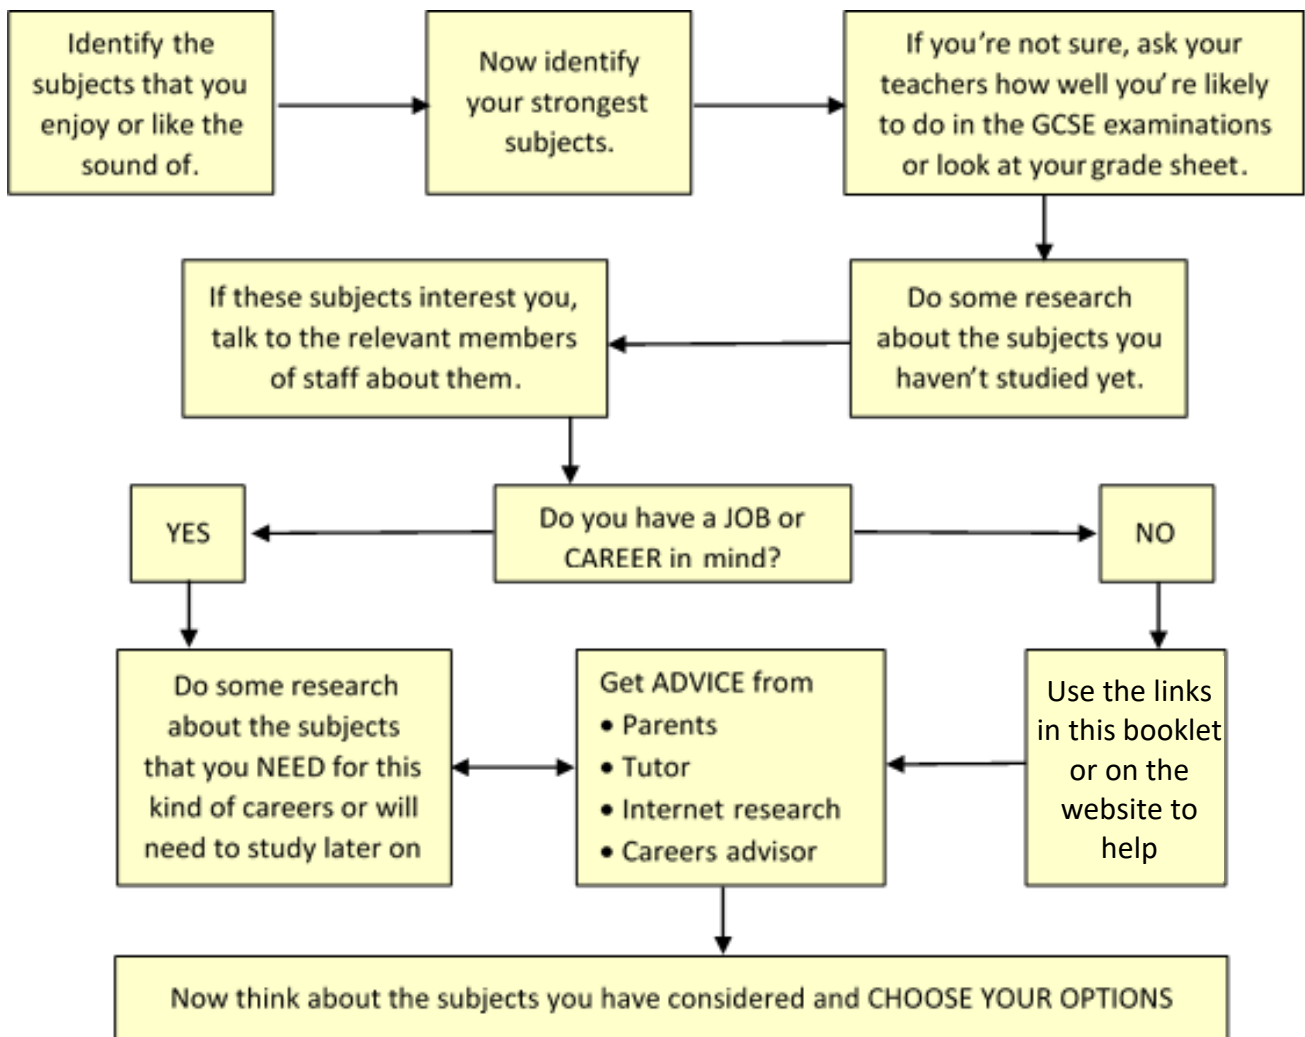 Identify the
subjects that you
enjoy or like the
sound of.
Now identify
your strongest
subjects.
If you're not sure, ask your
teachers how well you're likely
to do in the GCSE examinations
or look at your grade sheet.
If these subjects interest you,
talk to the relevant members
of staff about them.
Do some research
about the subjects you
haven't studied yet.
YES
Do you have a JOB or
CAREER in mind?
NO
Do some research
about the subjects
that you NEED for this
kind of careers or will
need to study later on
Get ADVICE from
• Parents
• Tutor
• Internet research
• Careers advisor
Use the links
in this booklet
or on the
website to
help
Now think about the subjects you have considered and CHOOSE YOUR OPTIONS